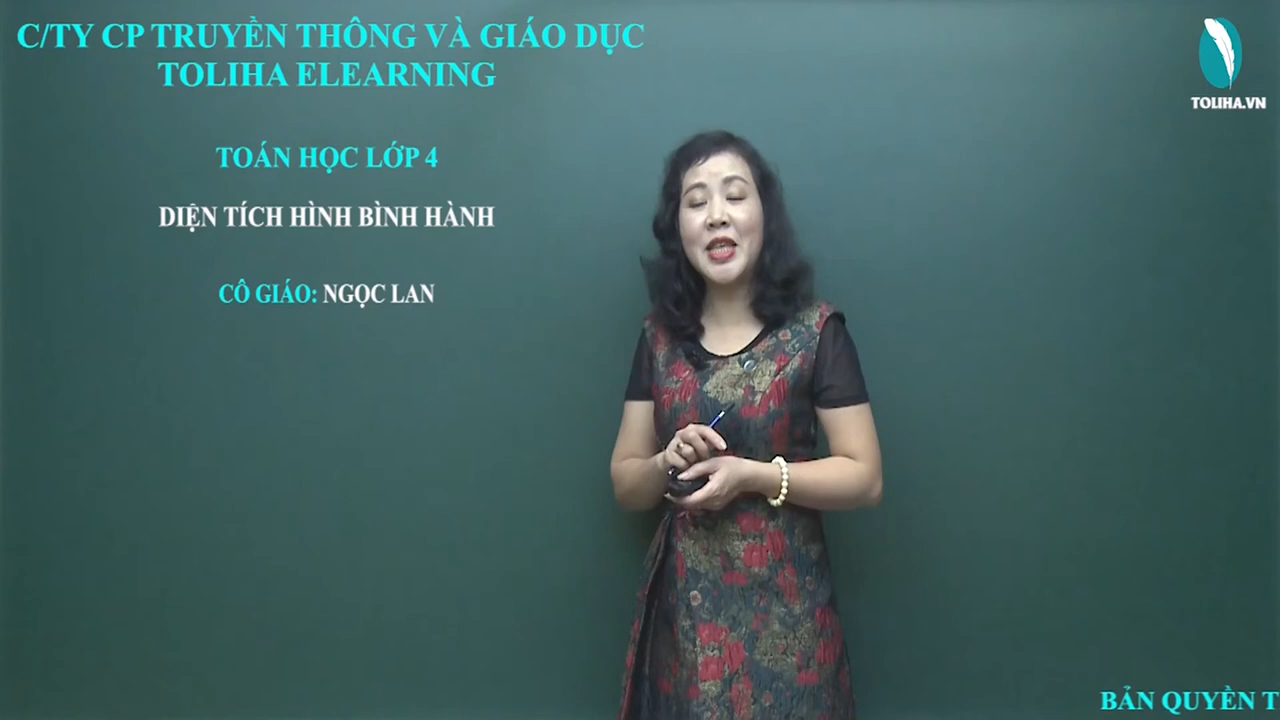 C/TY CP TRUYỀN THÔNG VÀ GIÁO DỤC
TOLIHA ELEARNING
TOLIHA.VN
TOÁN HỌC LỚP 4
DIỆN TÍCH HÌNH BÌNH HÀNH
CÔ GIÁO: NGỌC LAN
BẢN QUYỀN T